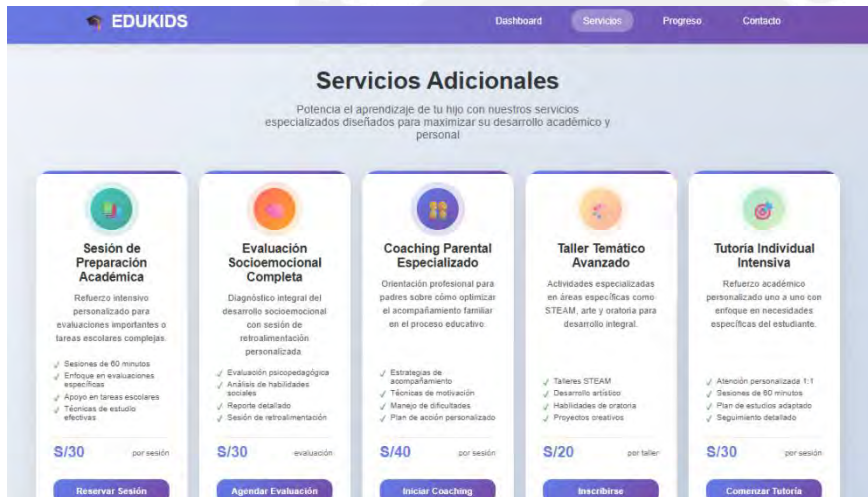 EDUKIDS
Dashboard
Servicios
Progreso
Contacto
Servicios Adicionales
Potencia el aprendizaje de tu hijo con nuestros servicios
especializados diseñados para maximizar su desarrollo académico y
personal
Sesión de
Preparación
Académica
Refuerzo intensivo
personalizado para
evaluaciones importantes o
tareas escolares complejas.
✓ Sesiones de 60 minutos
✓ Enfoque en evaluaciones
específicas
✓ Apoyo en tareas escolares
✓ Técnicas de estudio
efectivas
S/30 por sesión
Reservar Sesión
Evaluación
Socioemocional
Completa
Diagnóstico integral del
desarrollo socioemocional
con sesión de
retroalimentación
personalizada
✓ Evaluación psicopedagógica
✓ Análisis de habilidades
sociales
✓ Reporte detallado
✓ Sesión de retroalimentación
S/30 evaluación
Agendar Evaluación
Coaching Parental
Especializado
Orientación profesional para
padres sobre cómo optimizar
el acompañamiento familiar
en el proceso educativo.
✓ Estrategias de
acompañamiento
✓ Técnicas de motivación
✓ Manejo de dificultades
✓ Plan de acción personalizado
S/40 por sesión
Iniciar Coaching
Taller Temático
Avanzado
Actividades especializadas
en áreas específicas como
STEAM, arte y oratoria para
desarrollo integral.
✓ Talleres STEAM
✓ Desarrollo artístico
✓ Habilidades de oratoria
✓ Proyectos creativos
S/20 por taller
Inscribirse
Tutoría Individual
Intensiva
Refuerzo académico
personalizado uno a uno con
enfoque en necesidades
específicas del estudiante.
✓ Atención personalizada 1:1
✓ Sesiones de 60 minutos
✓ Plan de estudios adaptado
✓ Seguimiento detallado
S/30 por sesión
Comenzar Tutoría